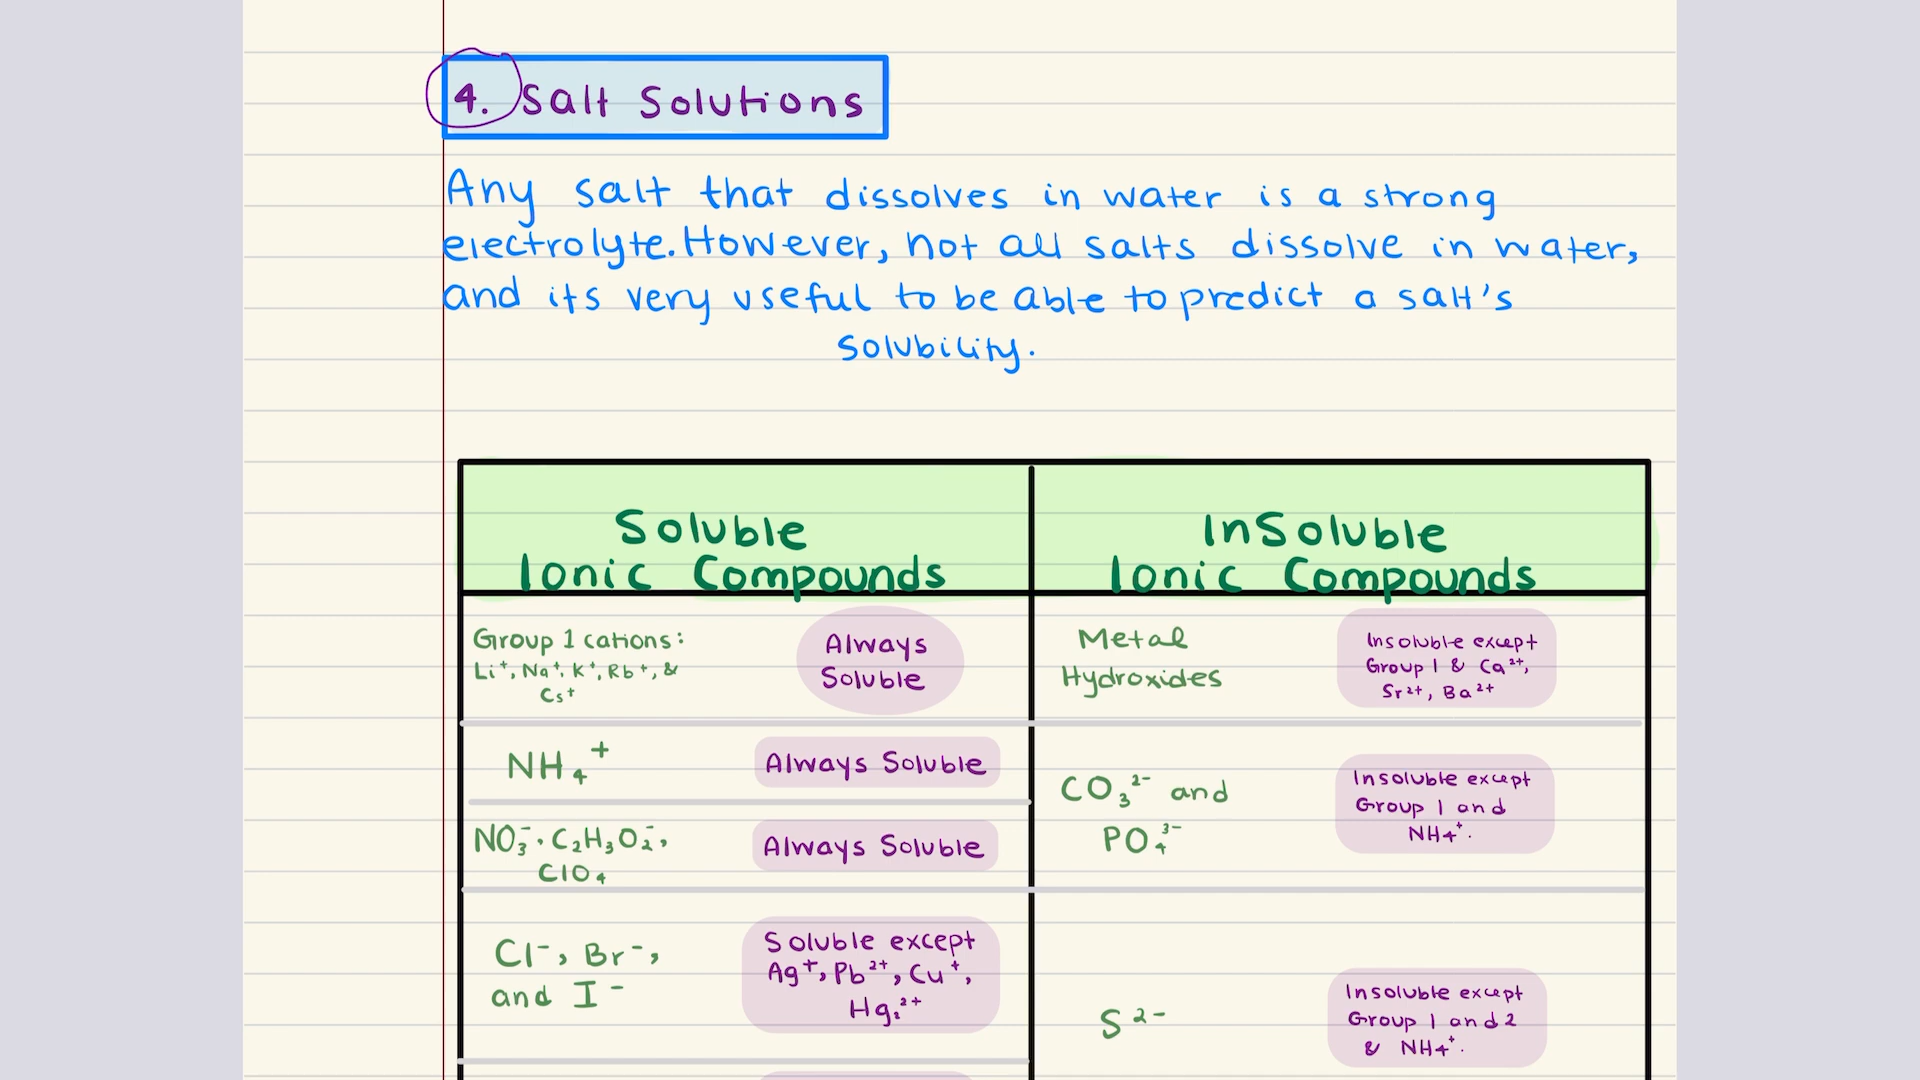 4. Salt Solutions
Any salt that dissolves in water is a strong
electrolyte. However, not all salts dissolve in water,
and its very useful to be able to predict a salt's
solubility.
Soluble
Ionic Compounds
InSoluble
Ionic Compounds
Group 1 cations:
Li⁺, Na⁺, K⁺, Rb⁺, &
Cs⁺
Always
Soluble
Metal
Hydroxides
Insoluble except
Group 1 & Ca²⁺,
Sr²⁺, Ba²⁺
NH₄⁺
Always Soluble
CO₃²⁻ and
PO₄³⁻
Insoluble except
Group 1 and
NH₄⁺.
NO₃⁻, C₂H₃O₂⁻,
ClO₄
Always Soluble
Cl⁻, Br⁻,
and I⁻
Soluble except
Ag⁺, Pb²⁺, Cu⁺,
Hg₂²⁺
S²⁻
Insoluble except
Group 1 and 2
& NH₄⁺.